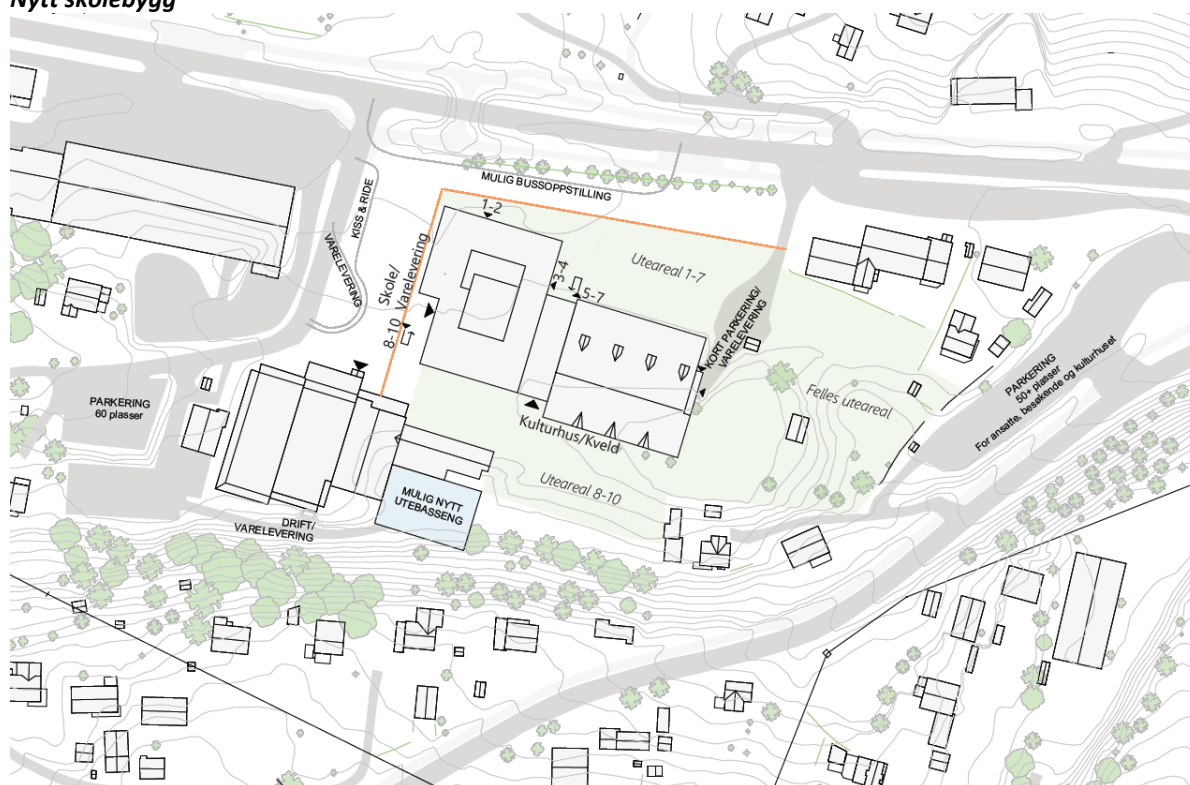 Nytt skolebygg
MULIG BUSSOPPSTILLING
KISS & RIDE
VARELEVERING
1-2
Skole/
Varelevering
8-10
3-4
5-7
Uteareal 1-7
KORT PARKERING/
VARELEVERING
PARKERING
50+ plasser
For ansatte, besøkende og kulturhuset
Felles uteareal
PARKERING
60 plasser
Kulturhus/Kveld
Uteareal 8-10
MULIG NYTT
UTEBASSENG
DRIFT/
VARELEVERING